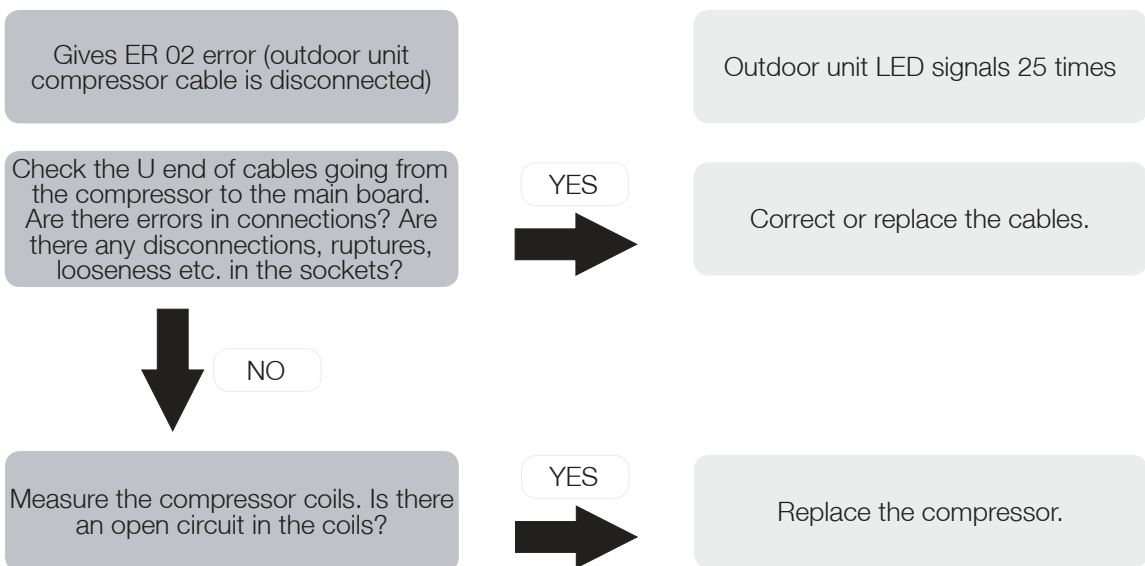 Gives ER 02 error (outdoor unit
compressor cable is disconnected)
Outdoor unit LED signals 25 times
Check the U end of cables going from
the compressor to the main board.
Are there errors in connections? Are
there any disconnections, ruptures,
looseness etc. in the sockets?
YES
Correct or replace the cables.
NO
Measure the compressor coils. Is there
an open circuit in the coils?
YES
Replace the compressor.